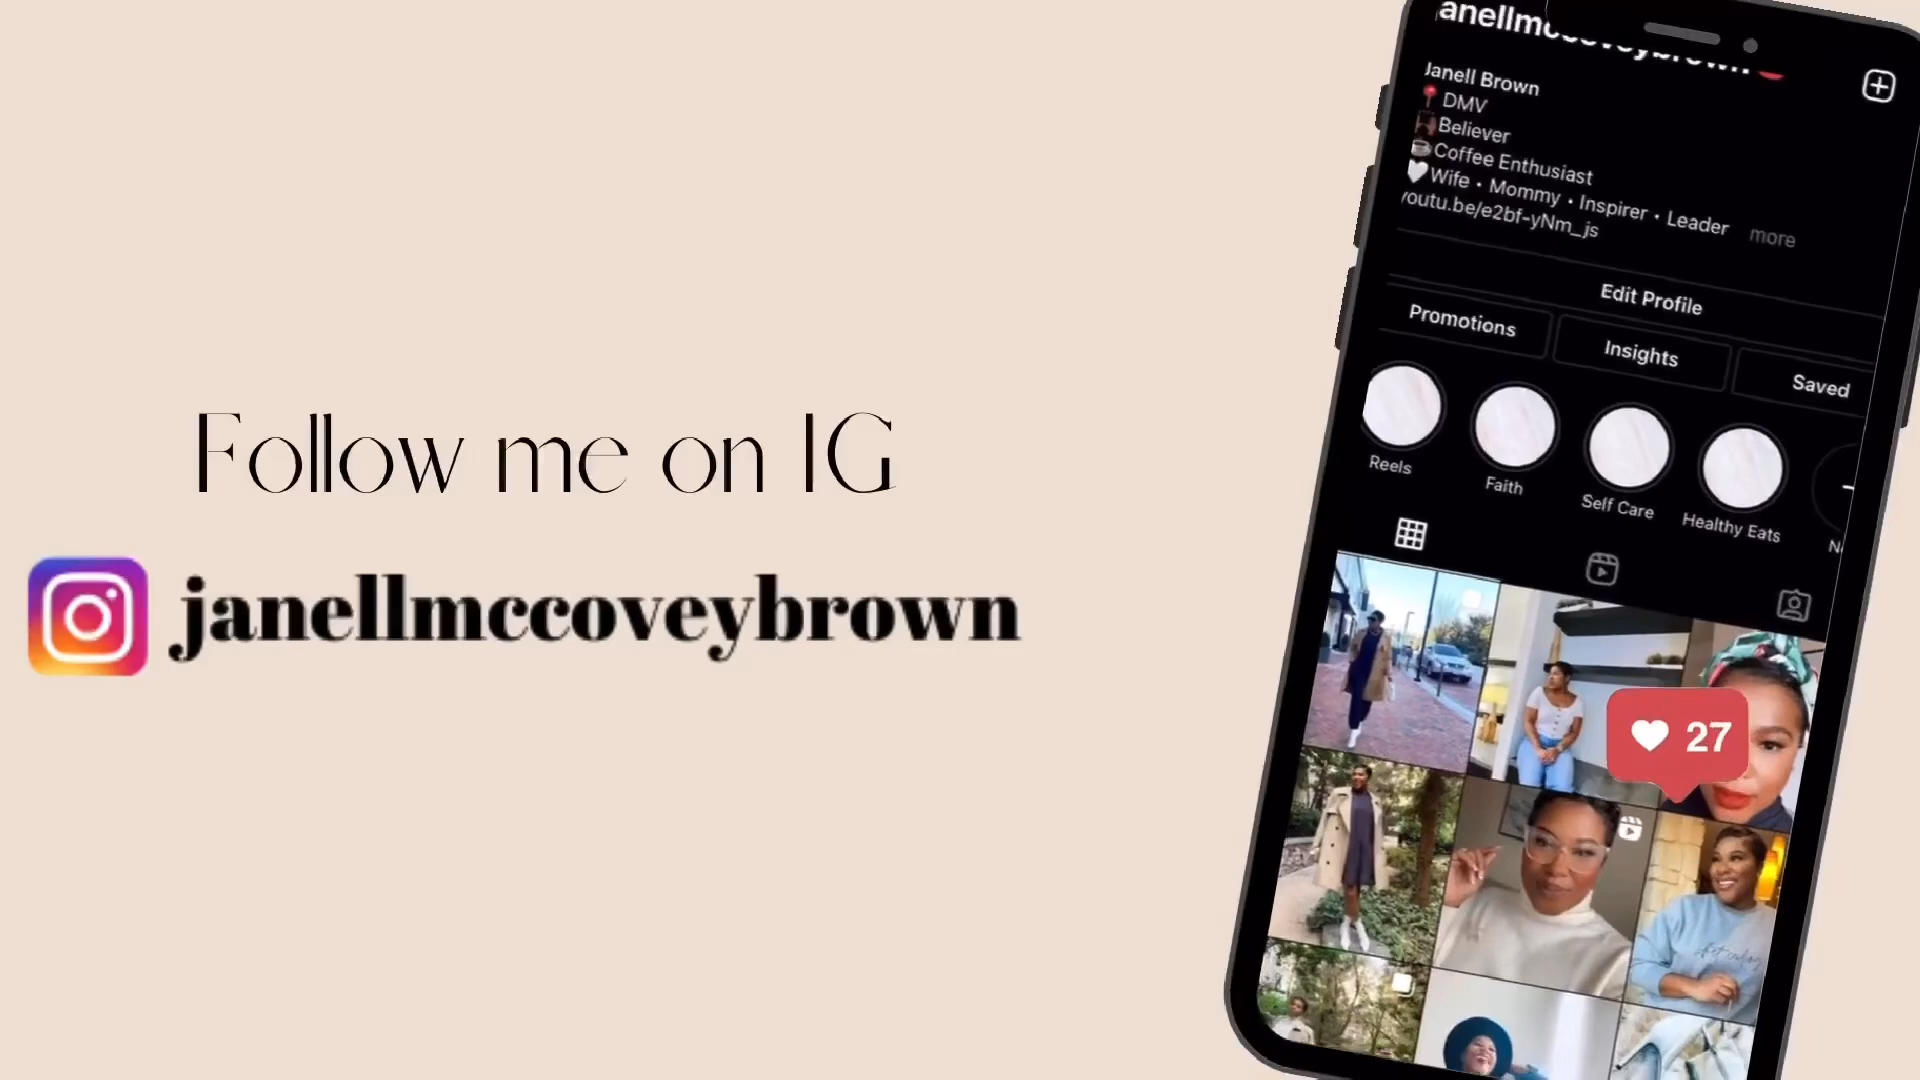 Follow me on IG
janellmccoveybrown
Janell Brown
📍DMV
Believer
☕Coffee Enthusiast
🤍Wife • Mommy • Inspirer • Leader more
youtu.be/e2bf-yNm_js
Edit Profile
Promotions Insights Saved
Reels Faith Self Care Healthy Eats
27